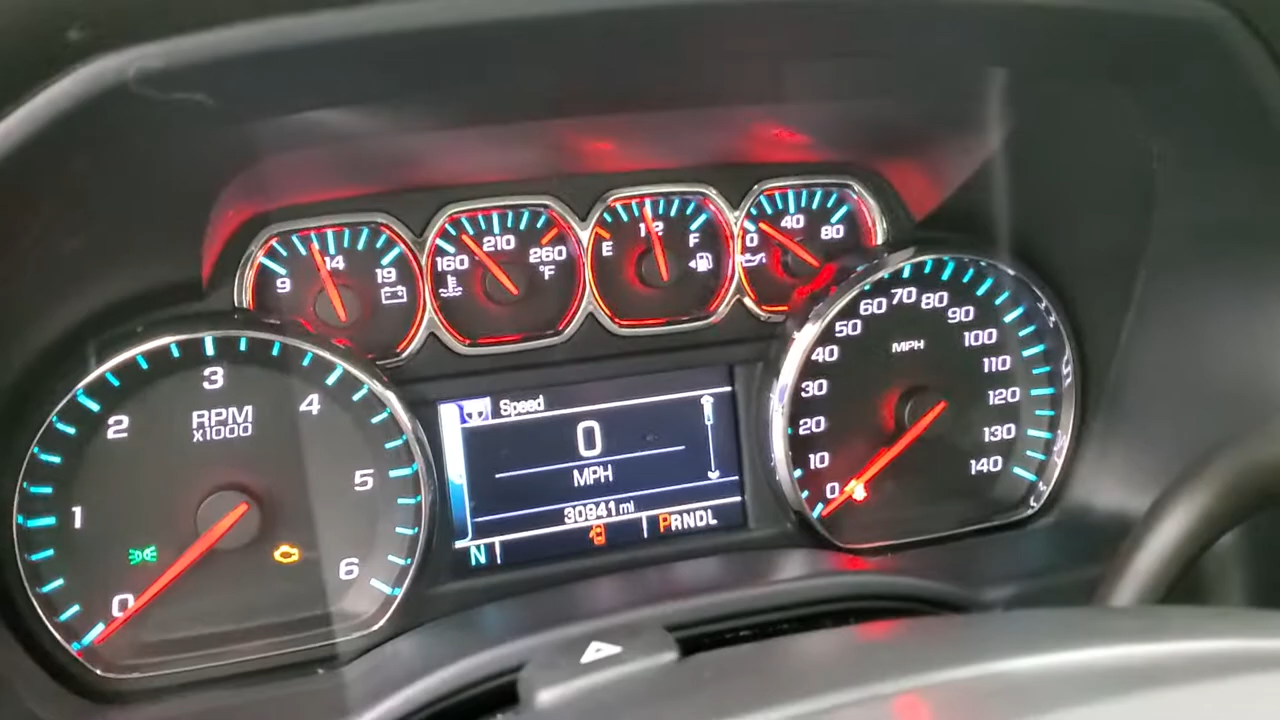 9 14 19
160 210 260
°F
E 1/2 F
0 40 80
0 1 2 3 4 5 6
RPM
x1000
Speed
0
MPH
30941 mi
N
PRNDL
0 10 20 30 40 50 60 70 80 90 100 110 120 130 140
MPH